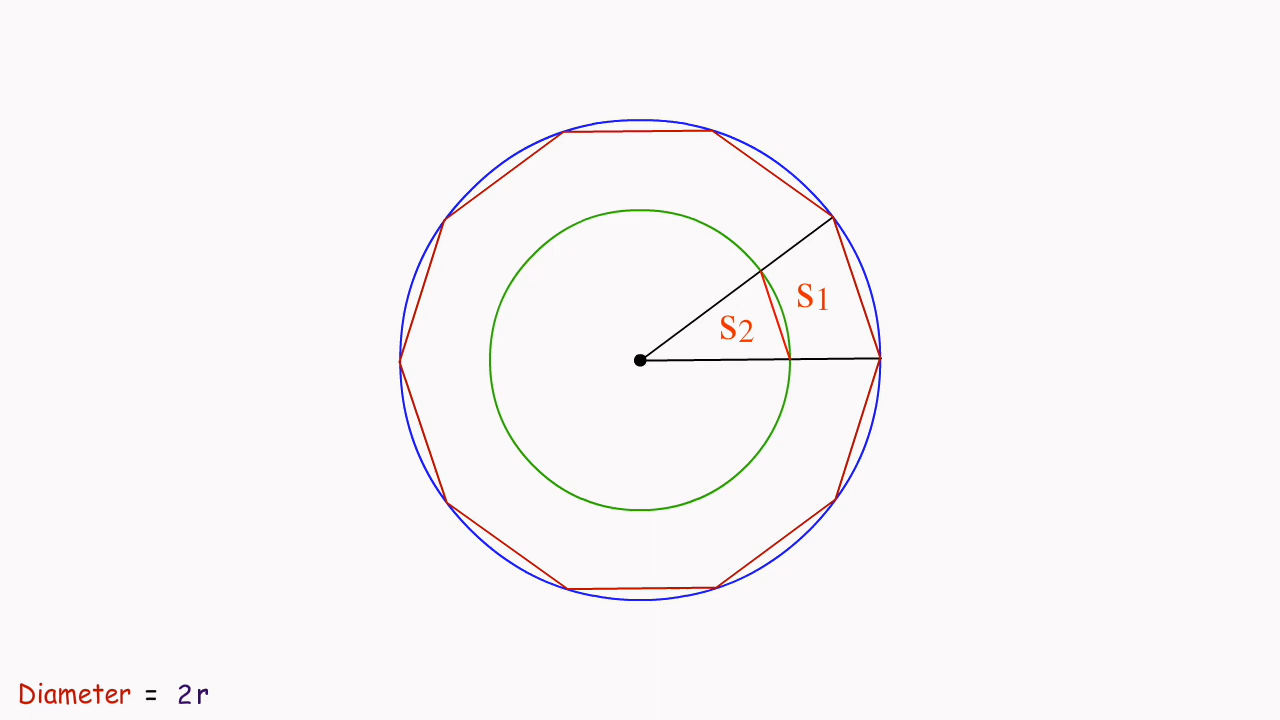 S1
S2
Diameter = 2r